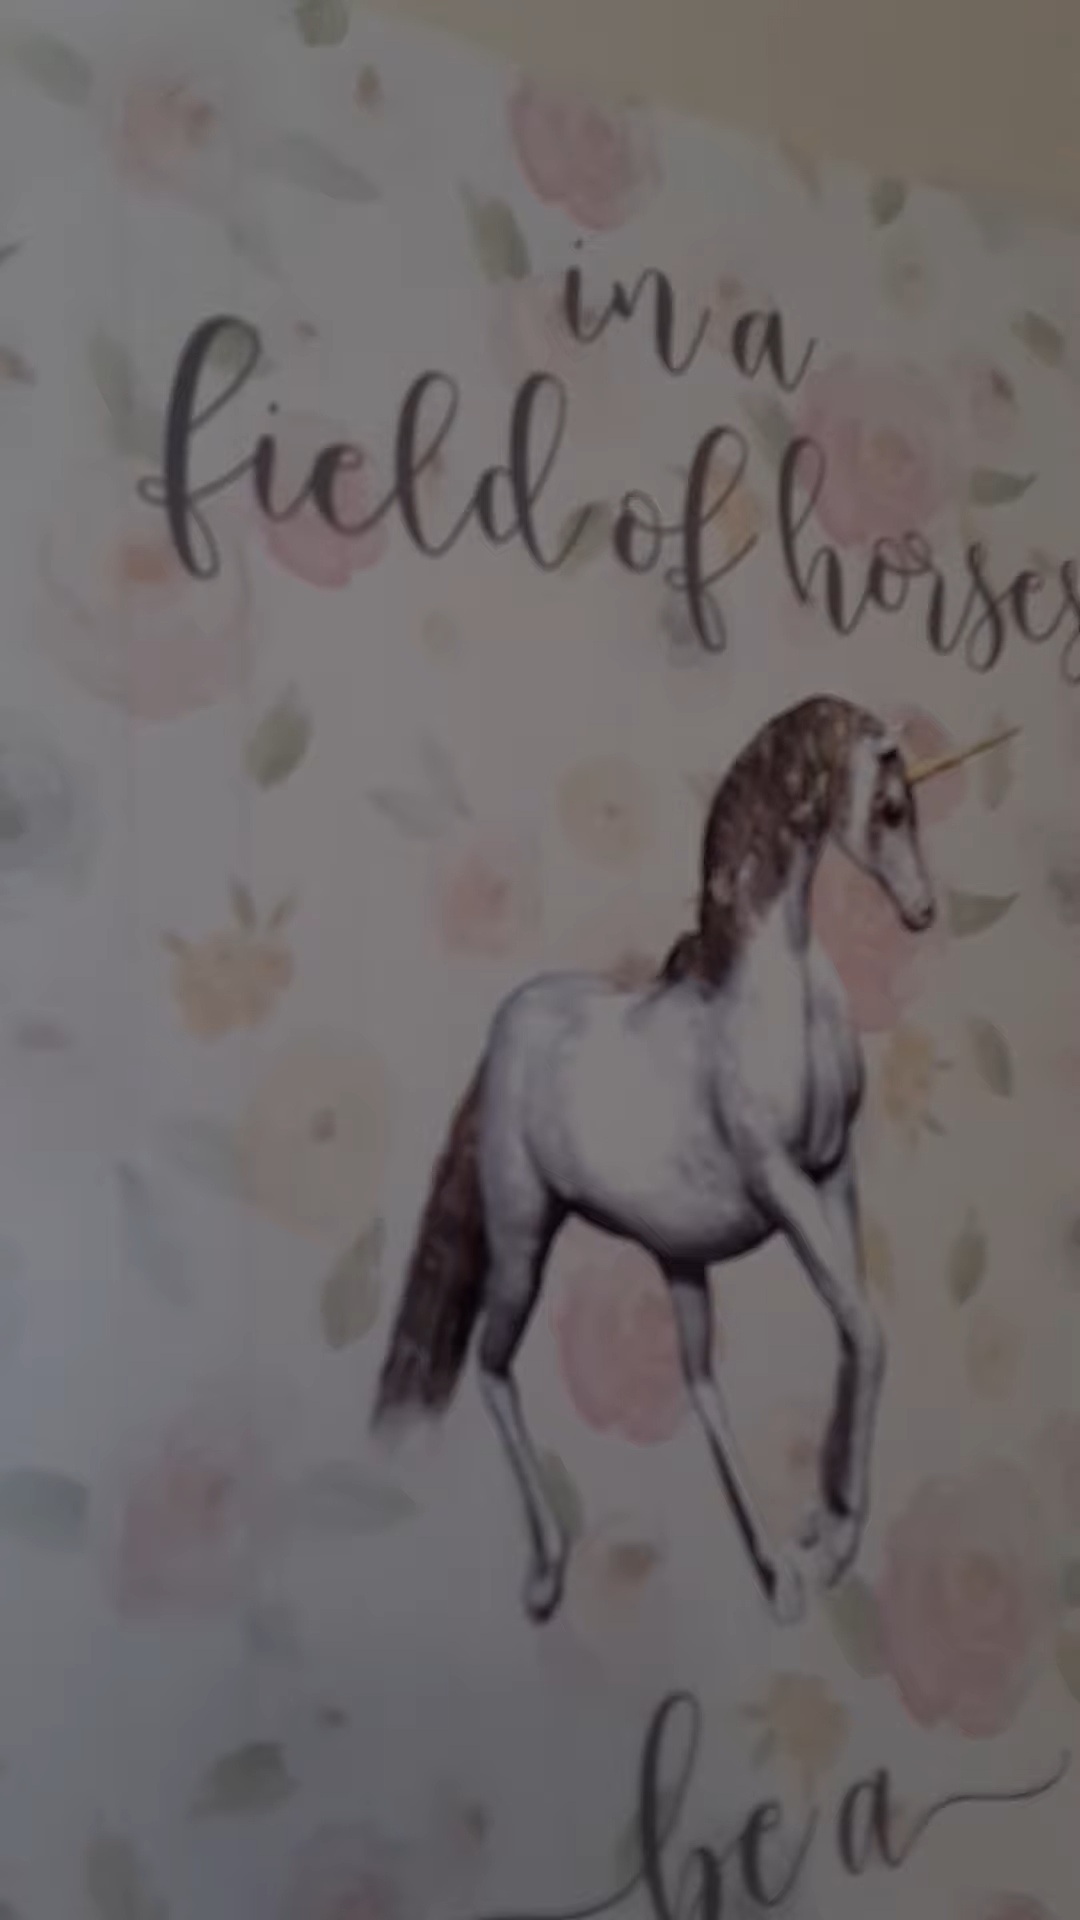 in a
field of horses
be a